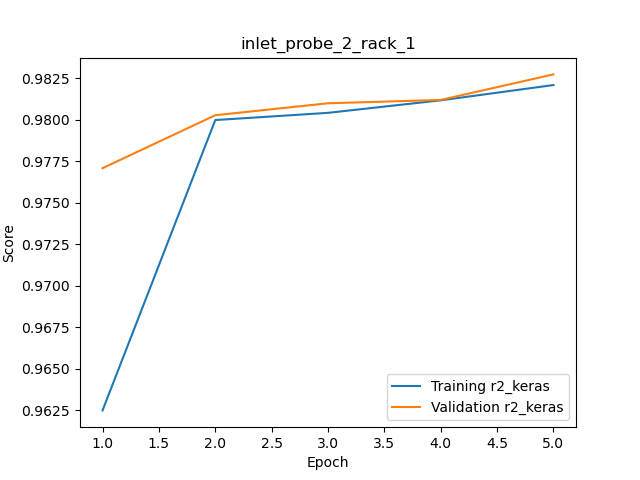 inlet_probe_2_rack_1
0.9825
0.9800
0.9775
0.9750
0.9725
0.9700
0.9675
0.9650
0.9625
Score
Training r2_keras
Validation r2_keras
1.0 1.5 2.0 2.5 3.0 3.5 4.0 4.5 5.0
Epoch